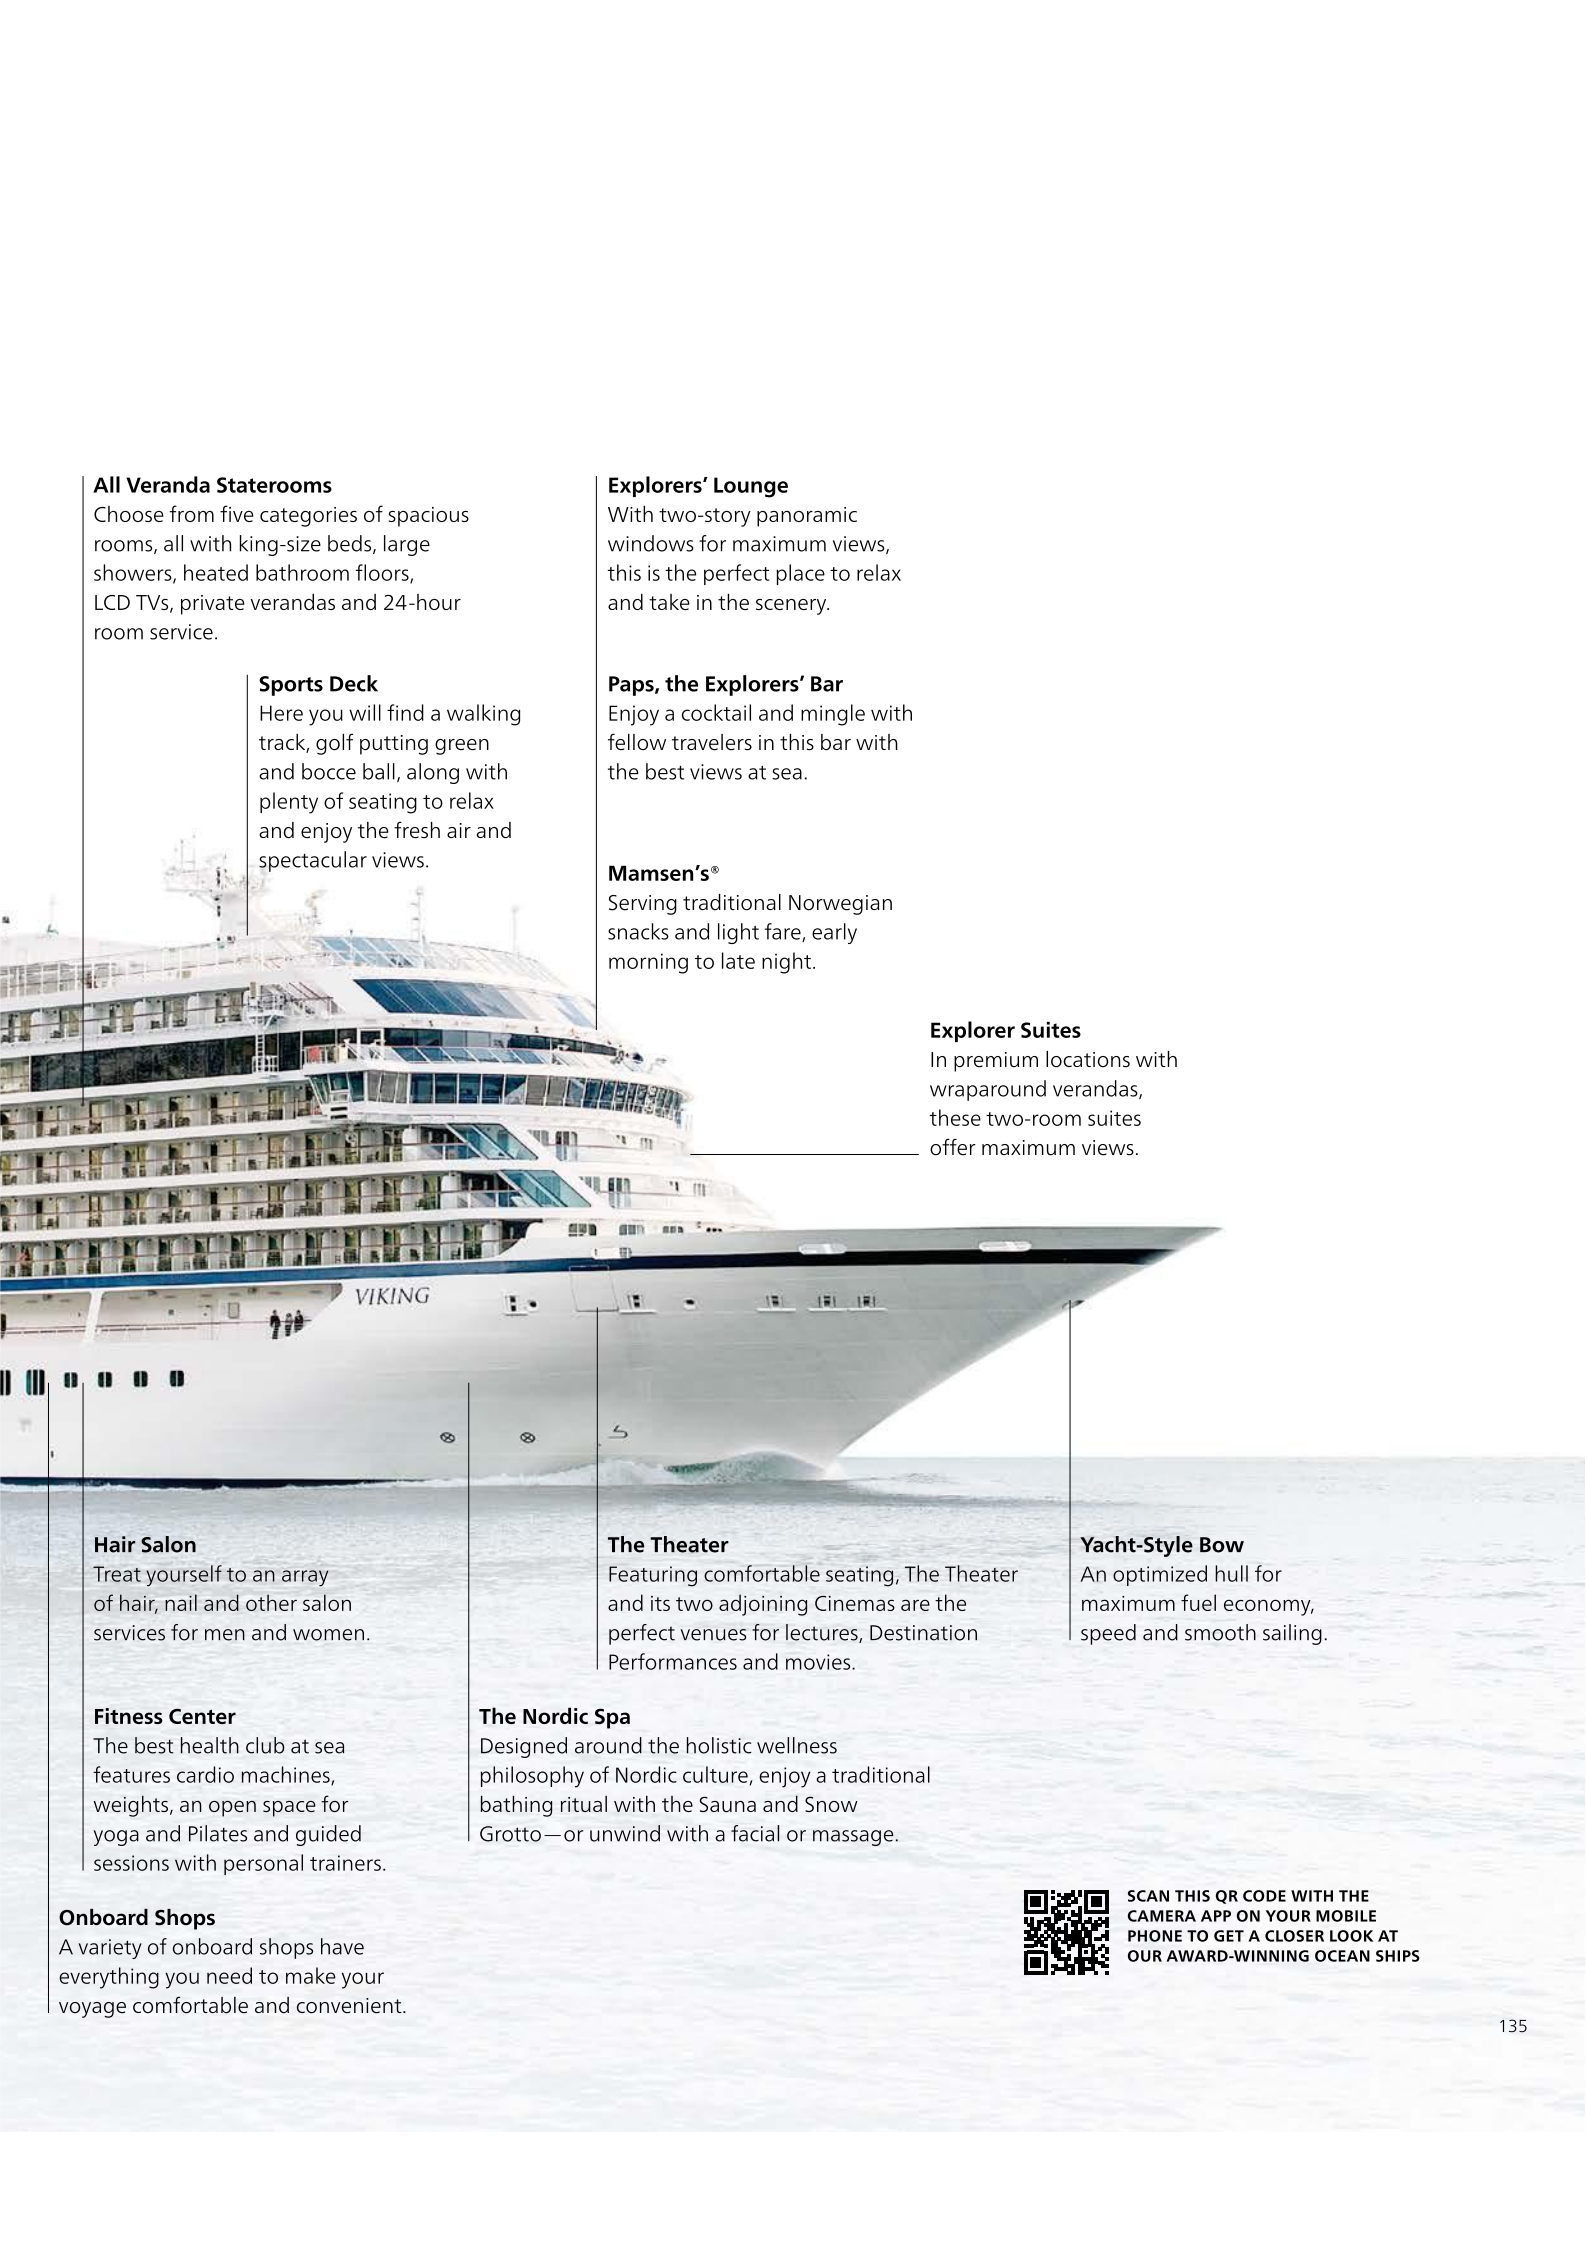 All Veranda Staterooms
Choose from five categories of spacious
rooms, all with king-size beds, large
showers, heated bathroom floors,
LCD TVs, private verandas and 24-hour
room service.
Explorers’ Lounge
With two-story panoramic
windows for maximum views,
this is the perfect place to relax
and take in the scenery.
Sports Deck
Here you will find a walking
track, golf putting green
and bocce ball, along with
plenty of seating to relax
and enjoy the fresh air and
spectacular views.
Paps, the Explorers’ Bar
Enjoy a cocktail and mingle with
fellow travelers in this bar with
the best views at sea.
Mamsen’s®
Serving traditional Norwegian
snacks and light fare, early
morning to late night.
Explorer Suites
In premium locations with
wraparound verandas,
these two-room suites
offer maximum views.
VIKING
Hair Salon
Treat yourself to an array
of hair, nail and other salon
services for men and women.
The Theater
Featuring comfortable seating, The Theater
and its two adjoining Cinemas are the
perfect venues for lectures, Destination
Performances and movies.
Yacht-Style Bow
An optimized hull for
maximum fuel economy,
speed and smooth sailing.
Fitness Center
The best health club at sea
features cardio machines,
weights, an open space for
yoga and Pilates and guided
sessions with personal trainers.
The Nordic Spa
Designed around the holistic wellness
philosophy of Nordic culture, enjoy a traditional
bathing ritual with the Sauna and Snow
Grotto—or unwind with a facial or massage.
Onboard Shops
A variety of onboard shops have
everything you need to make your
voyage comfortable and convenient.
SCAN THIS QR CODE WITH THE
CAMERA APP ON YOUR MOBILE
PHONE TO GET A CLOSER LOOK AT
OUR AWARD-WINNING OCEAN SHIPS
135